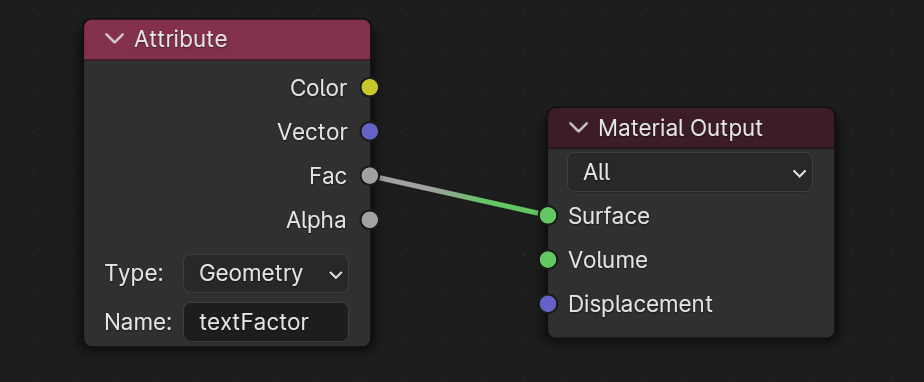 Attribute
Color
Vector
Fac
Alpha
Type: Geometry
Name: textFactor
Material Output
All
Surface
Volume
Displacement